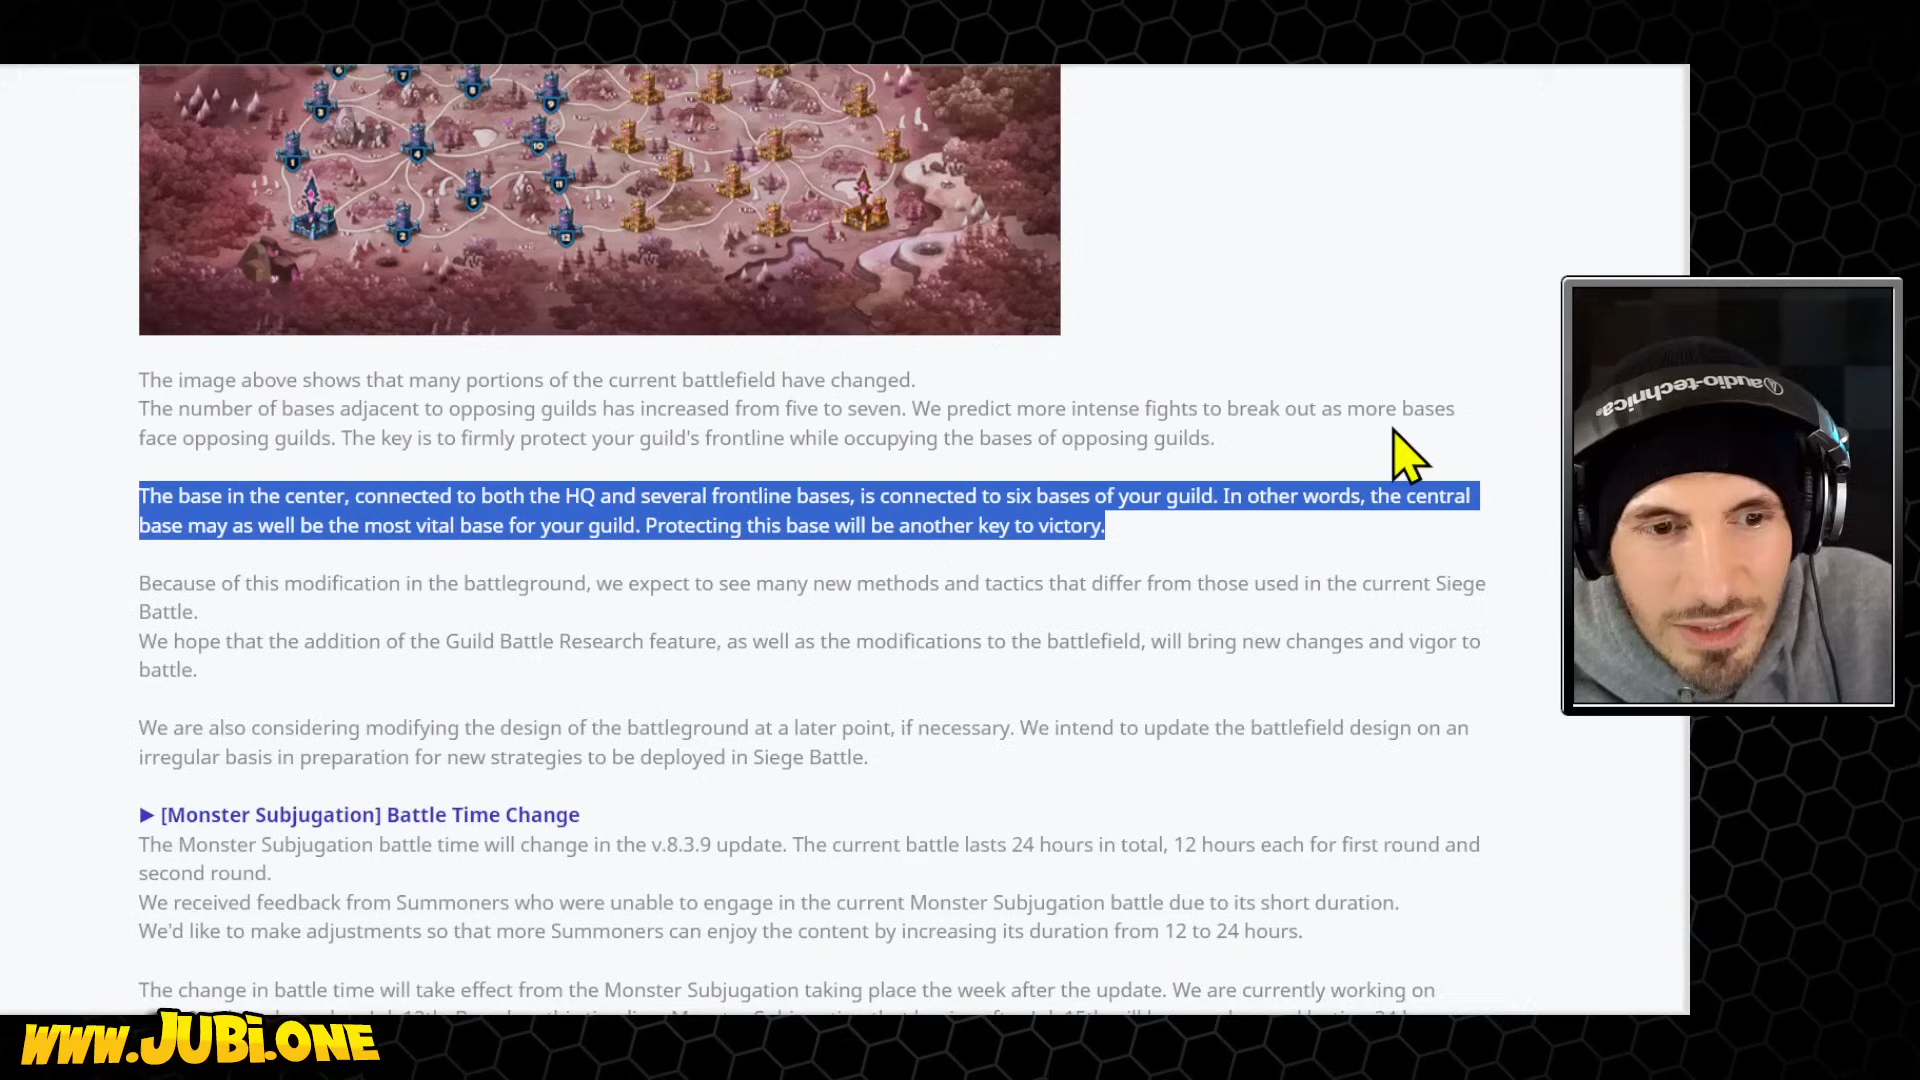 6
7
8
9
3
10
4
1
11
5
2
12
The image above shows that many portions of the current battlefield have changed.
The number of bases adjacent to opposing guilds has increased from five to seven. We predict more intense fights to break out as more bases
face opposing guilds. The key is to firmly protect your guild's frontline while occupying the bases of opposing guilds.
The base in the center, connected to both the HQ and several frontline bases, is connected to six bases of your guild. In other words, the central
base may as well be the most vital base for your guild. Protecting this base will be another key to victory.
Because of this modification in the battleground, we expect to see many new methods and tactics that differ from those used in the current Siege
Battle.
We hope that the addition of the Guild Battle Research feature, as well as the modifications to the battlefield, will bring new changes and vigor to
battle.
We are also considering modifying the design of the battleground at a later point, if necessary. We intend to update the battlefield design on an
irregular basis in preparation for new strategies to be deployed in Siege Battle.
▶ [Monster Subjugation] Battle Time Change
The Monster Subjugation battle time will change in the v.8.3.9 update. The current battle lasts 24 hours in total, 12 hours each for first round and
second round.
We received feedback from Summoners who were unable to engage in the current Monster Subjugation battle due to its short duration.
We'd like to make adjustments so that more Summoners can enjoy the content by increasing its duration from 12 to 24 hours.
The change in battle time will take effect from the Monster Subjugation taking place the week after the update. We are currently working on
audio-technica
www.JUBi.ONE